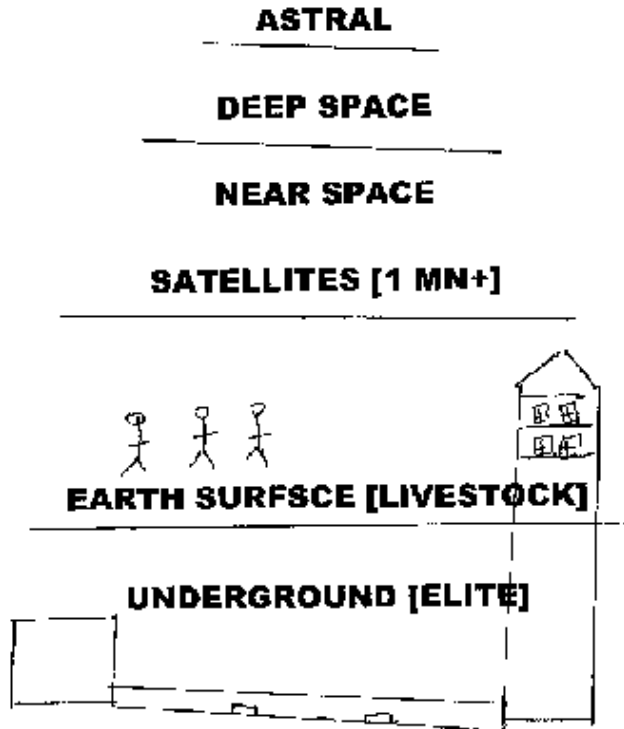 ASTRAL
DEEP SPACE
NEAR SPACE
SATELLITES [1 MN+]
EARTH SURFSCE [LIVESTOCK]
UNDERGROUND [ELITE]